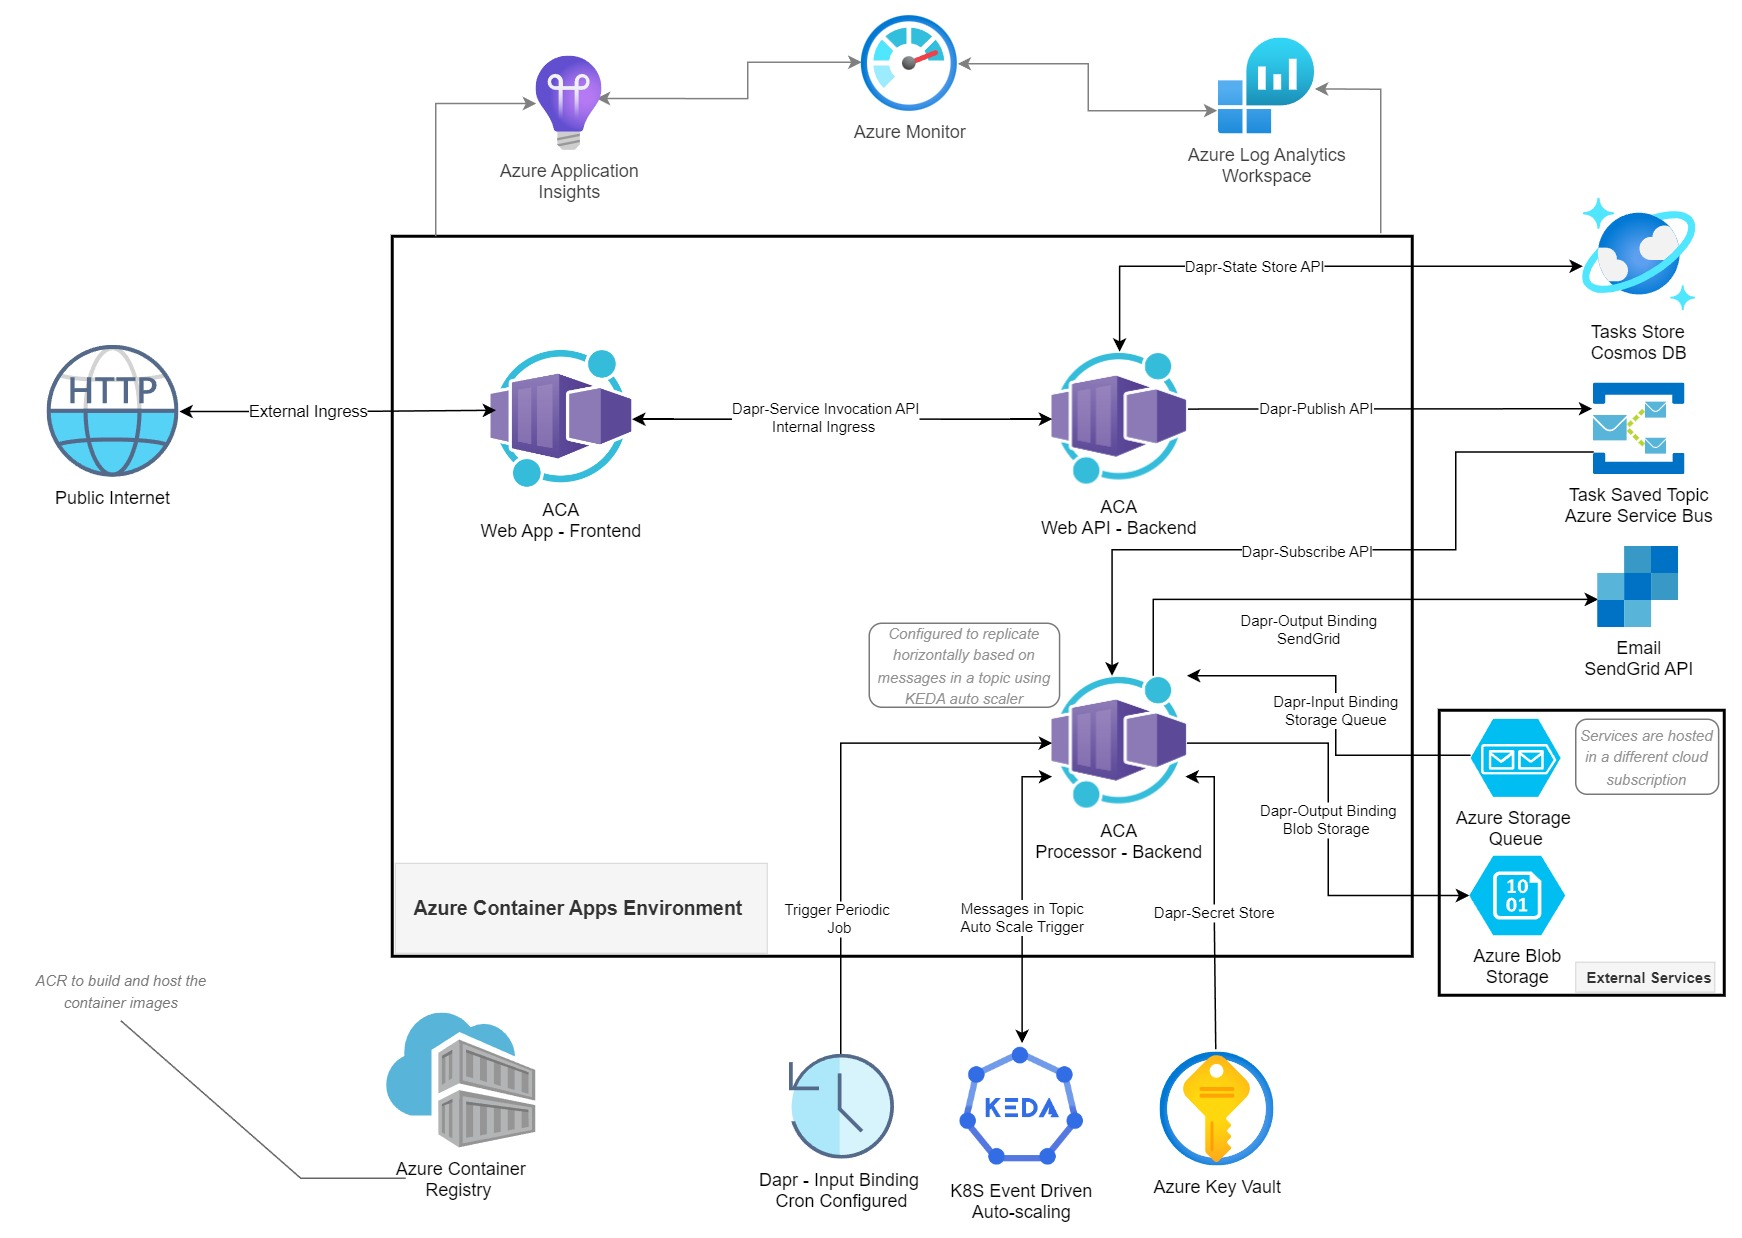 Azure Monitor
Azure Application
Insights
Azure Log Analytics
Workspace
Dapr-State Store API
Tasks Store
Cosmos DB
HTTP
Public Internet
External Ingress
Dapr-Service Invocation API
Internal Ingress
Dapr-Publish API
ACA
Web App - Frontend
ACA
Web API - Backend
Task Saved Topic
Azure Service Bus
Dapr-Subscribe API
Dapr-Output Binding
SendGrid
Email
SendGrid API
Configured to replicate
horizontally based on
messages in a topic using
KEDA auto scaler
Dapr-Input Binding
Storage Queue
Services are hosted
in a different cloud
subscription
Azure Storage
Queue
Dapr-Output Binding
Blob Storage
ACA
Processor - Backend
10
01
Azure Blob
Storage
External Services
Azure Container Apps Environment
Trigger Periodic
Job
Messages in Topic
Auto Scale Trigger
Dapr-Secret Store
ACR to build and host the
container images
Azure Container
Registry
Dapr - Input Binding
Cron Configured
KEDA
K8S Event Driven
Auto-scaling
Azure Key Vault